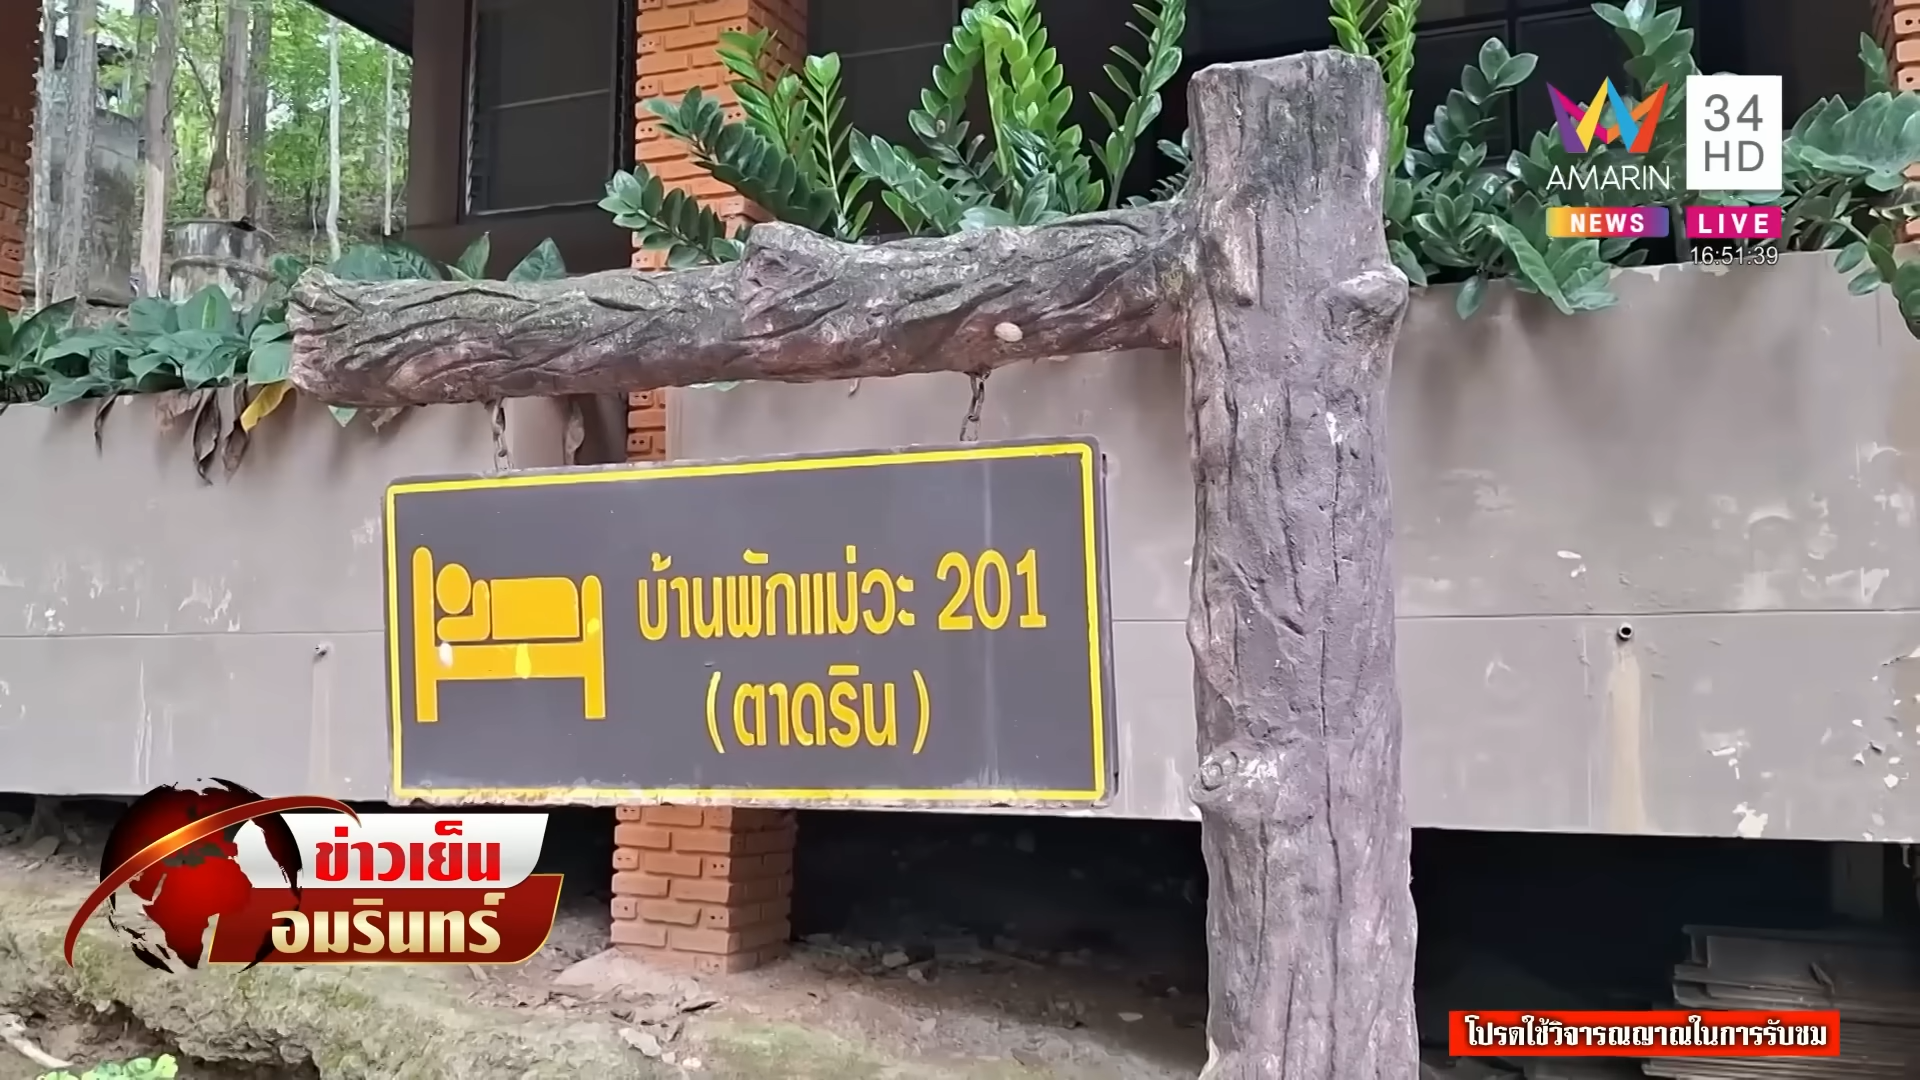 AMARIN
34
HD
NEWS
LIVE
16:51:39
บ้านพักแม่วะ 201
(ตาดริน)
ข่าวเย็น
อมรินทร์
โปรดใช้วิจารณญาณในการรับชม